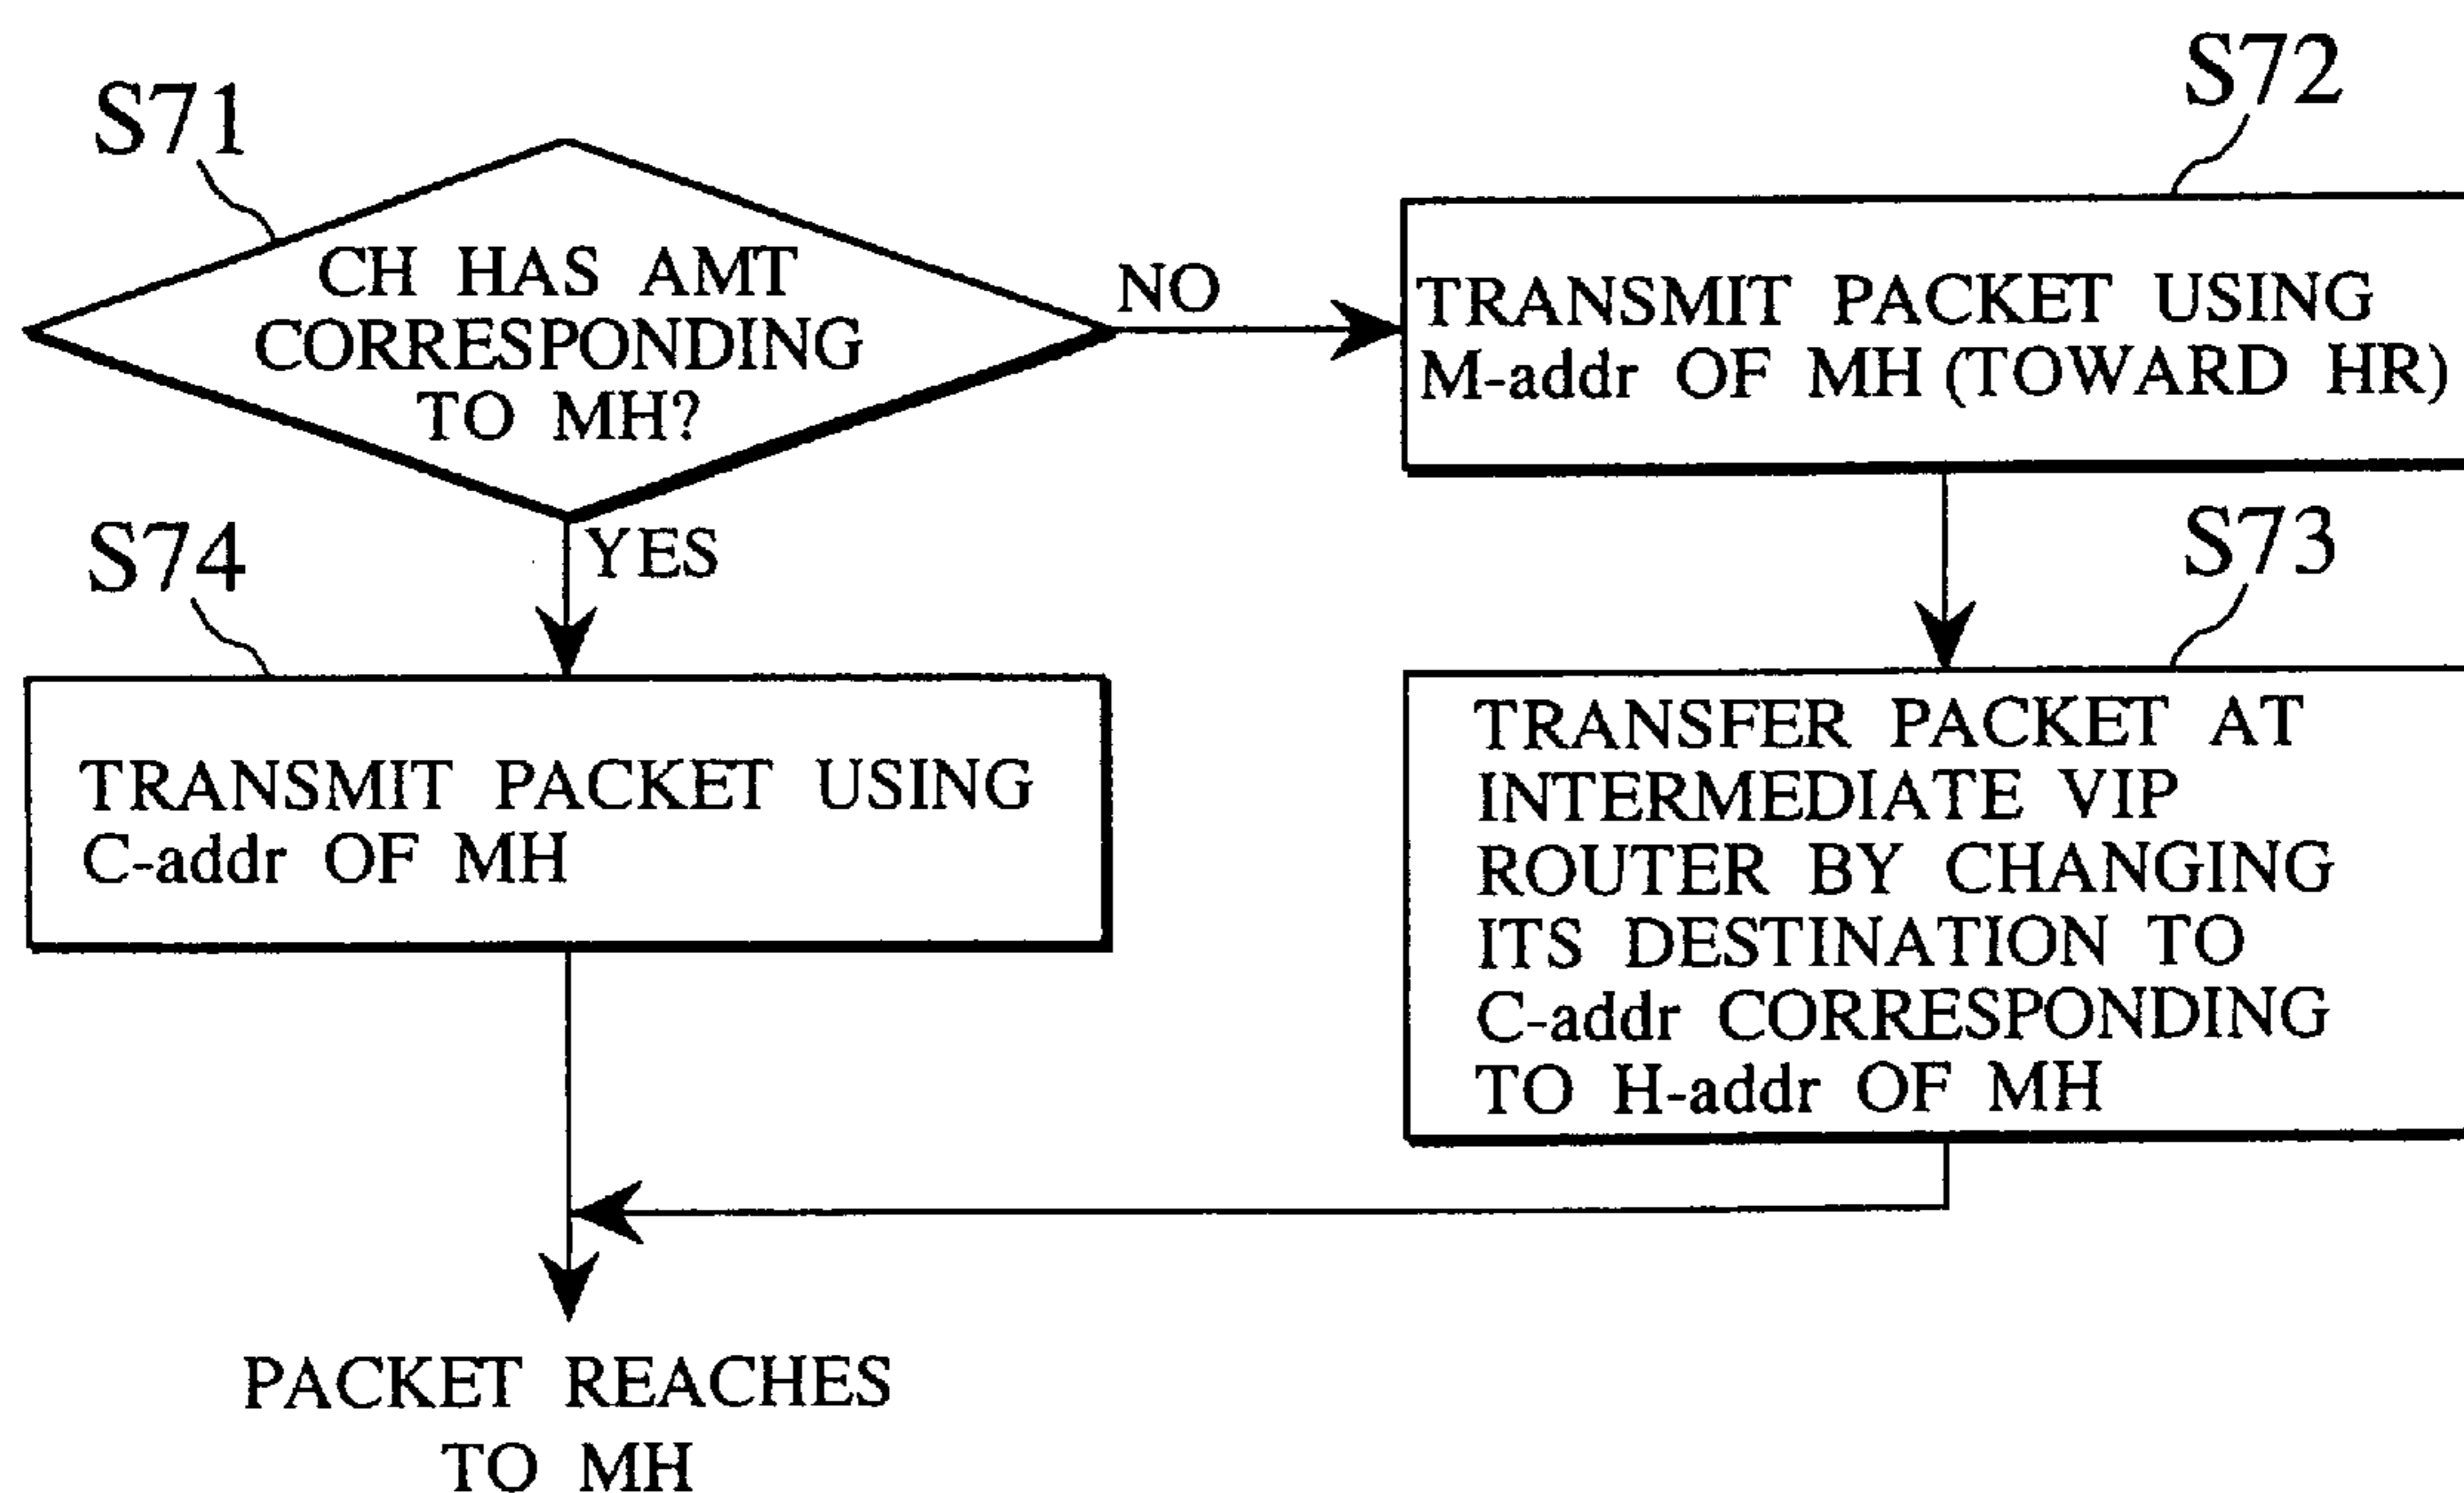 S71
CH HAS AMT
CORRESPONDING
TO MH?
NO
S72
TRANSMIT PACKET USING
M-addr OF MH (TOWARD HR)
YES
S74
TRANSMIT PACKET USING
C-addr OF MH
S73
TRANSFER PACKET AT
INTERMEDIATE VIP
ROUTER BY CHANGING
ITS DESTINATION TO
C-addr CORRESPONDING
TO H-addr OF MH
PACKET REACHES
TO MH